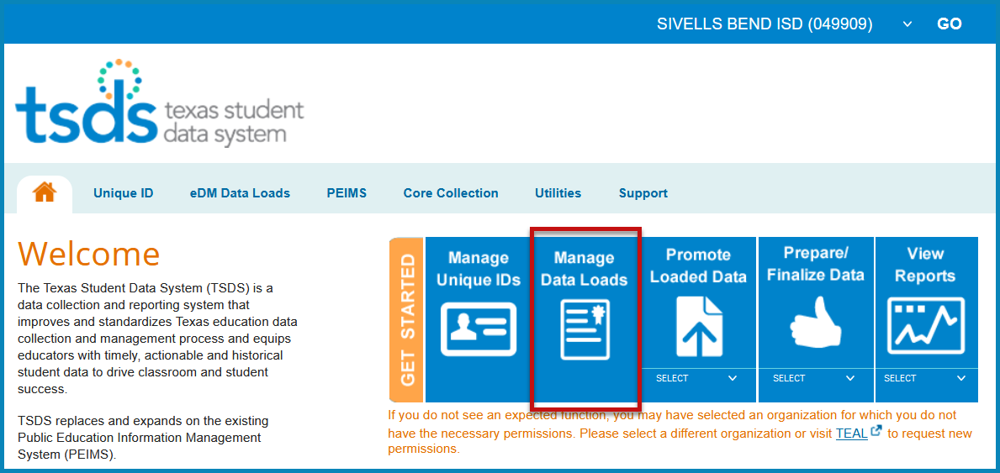 SIVELLS BEND ISD (049909) GO
tsds texas student
data system
Unique ID eDM Data Loads PEIMS Core Collection Utilities Support
Welcome
The Texas Student Data System (TSDS) is a
data collection and reporting system that
improves and standardizes Texas education data
collection and management process and equips
educators with timely, actionable and historical
student data to drive classroom and student
success.
TSDS replaces and expands on the existing
Public Education Information Management
System (PEIMS).
GET STARTED
Manage
Unique IDs
Manage
Data Loads
Promote
Loaded Data
SELECT
Prepare/
Finalize Data
SELECT
View
Reports
SELECT
If you do not see an expected function, you may have selected an organization for which you do not
have the necessary permissions. Please select a different organization or visit TEAL to request new
permissions.